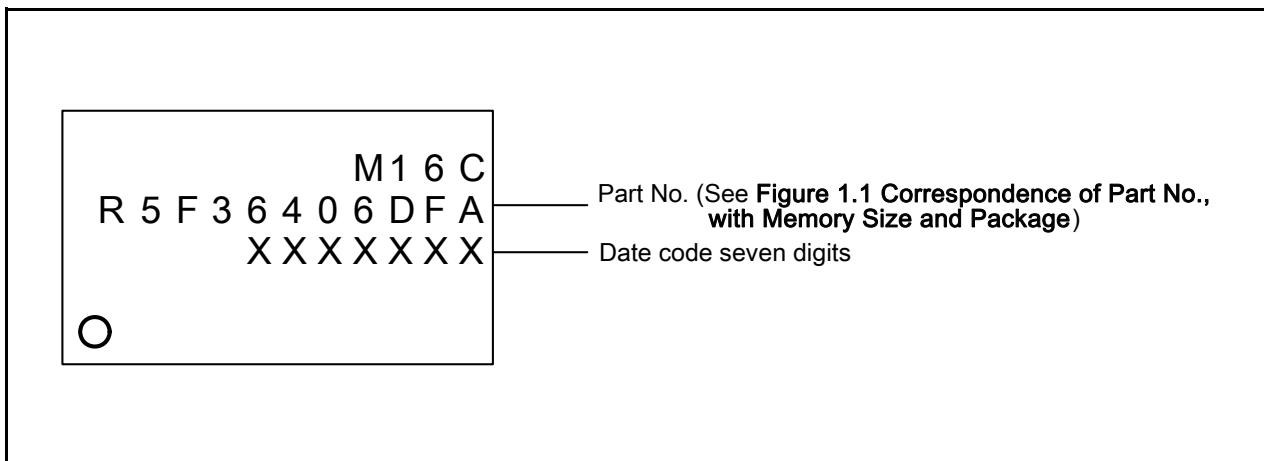 M16C
R5F36406DFA
XXXXXXX
Part No. (See Figure 1.1 Correspondence of Part No.,
with Memory Size and Package)
Date code seven digits